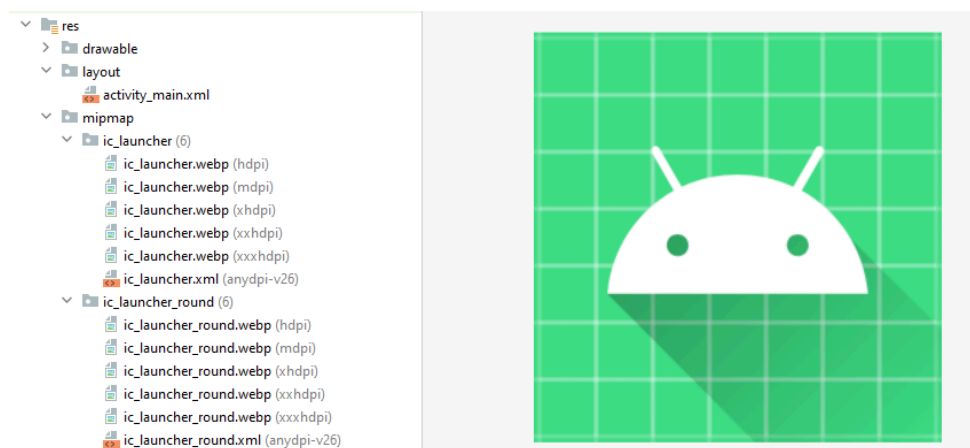 res
drawable
layout
activity_main.xml
mipmap
ic_launcher (6)
ic_launcher.webp (hdpi)
ic_launcher.webp (mdpi)
ic_launcher.webp (xhdpi)
ic_launcher.webp (xxhdpi)
ic_launcher.webp (xxxhdpi)
ic_launcher.xml (anydpi-v26)
ic_launcher_round (6)
ic_launcher_round.webp (hdpi)
ic_launcher_round.webp (mdpi)
ic_launcher_round.webp (xhdpi)
ic_launcher_round.webp (xxhdpi)
ic_launcher_round.webp (xxxhdpi)
ic_launcher_round.xml (anydpi-v26)